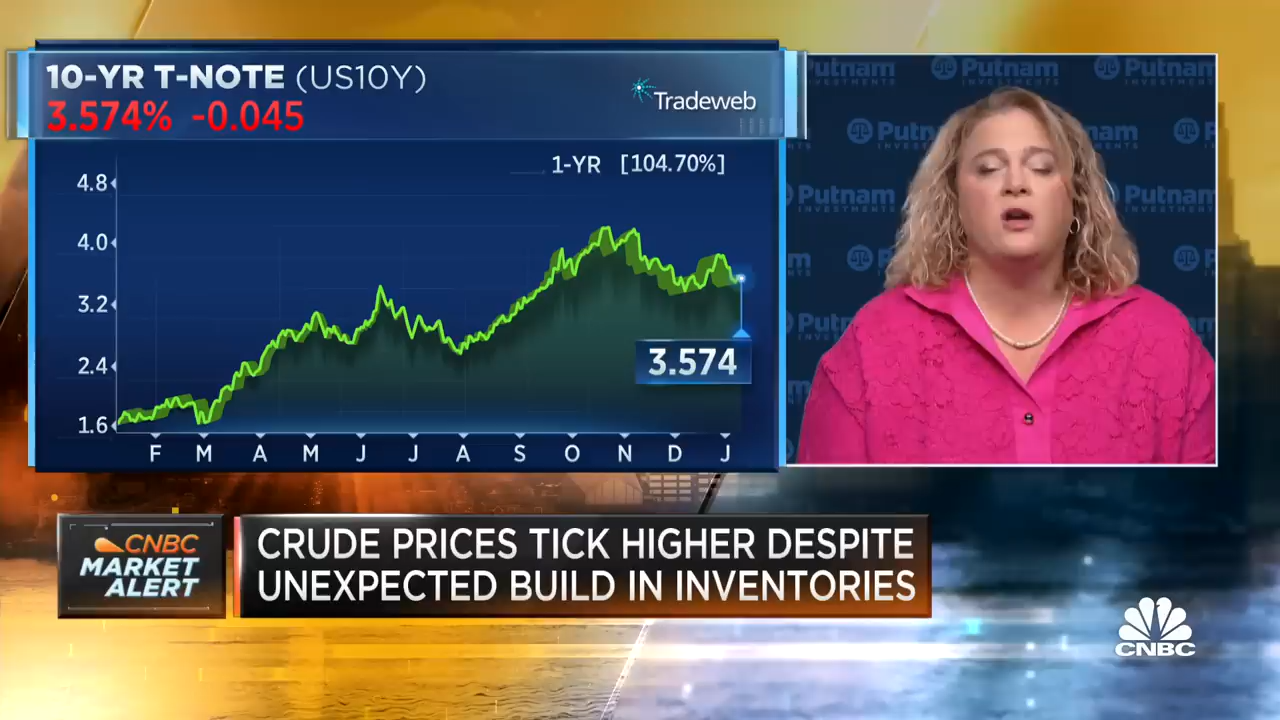 10-YR T-NOTE (US10Y)
3.574% -0.045
Tradeweb
1-YR [104.70%]
4.8
4.0
3.2
2.4
1.6
3.574
F M A M J J A S O N D J
Putnam
INVESTMENTS
CNBC
MARKET
ALERT
CRUDE PRICES TICK HIGHER DESPITE
UNEXPECTED BUILD IN INVENTORIES
CNBC